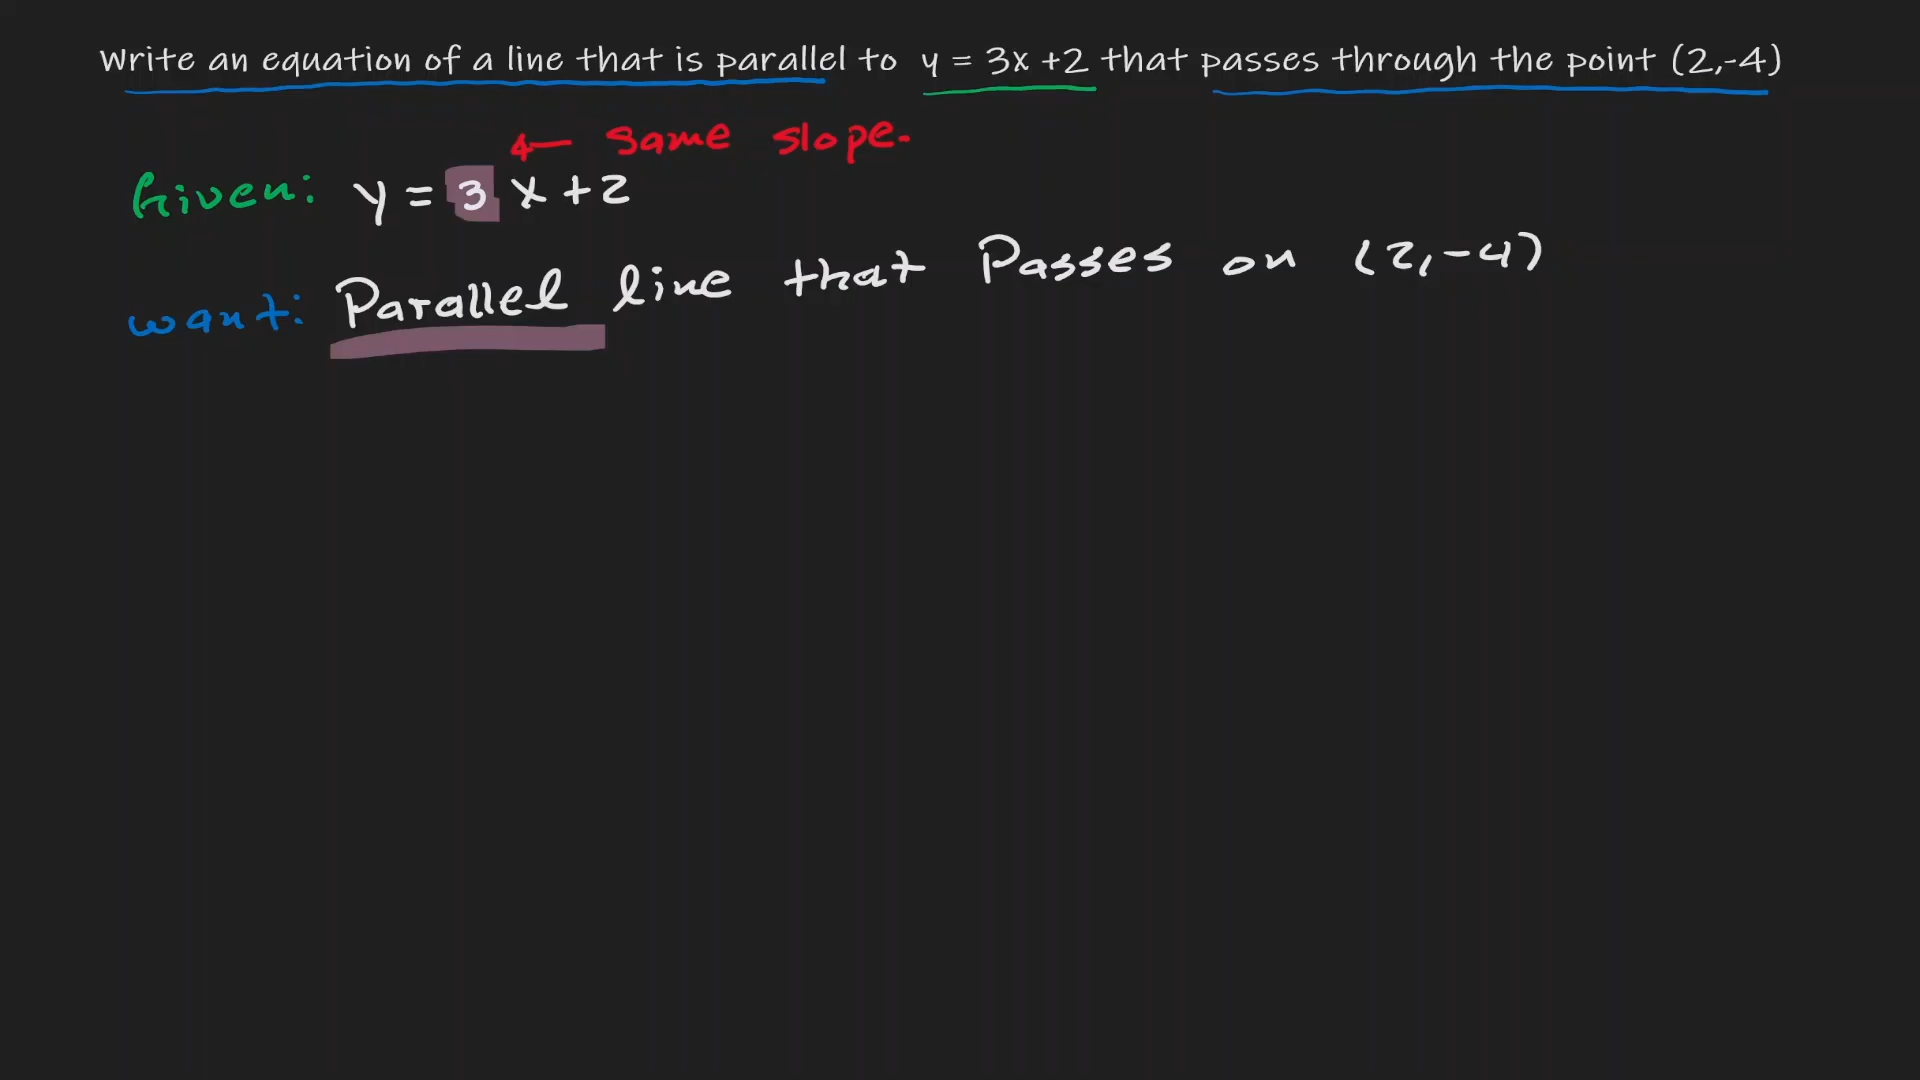 Write an equation of a line that is parallel to y = 3x +2 that passes through the point (2,-4)
← same slope.
Given: y = 3x+2
want: Parallel line that Passes on (2,-4)